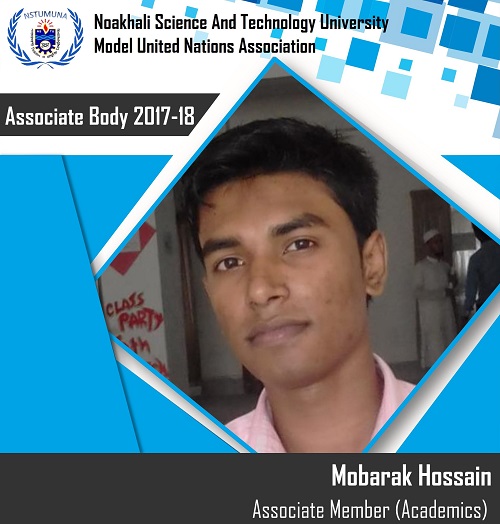 NSTUMUNA
Noakhali Science And Technology University
Model United Nations Association
Associate Body 2017-18
CLASS
PARTY
Mobarak Hossain
Associate Member (Academics)